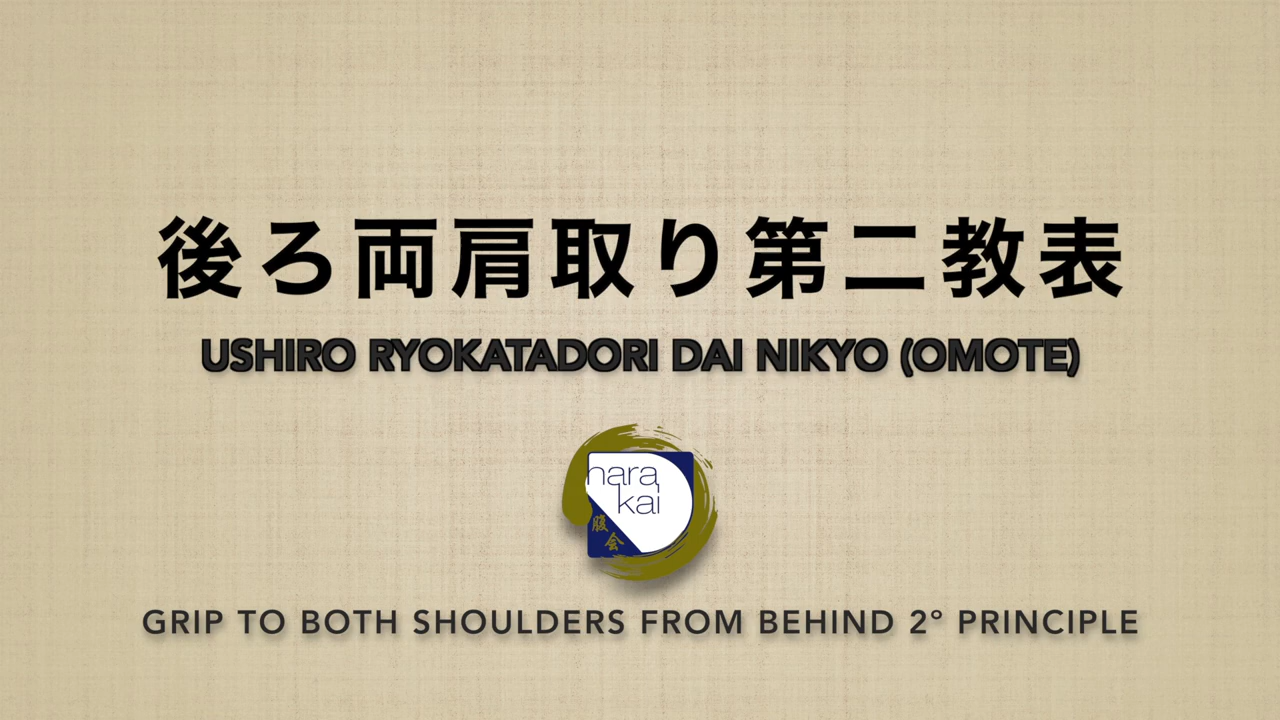 後ろ両肩取り第二教表
USHIRO RYOKATADORI DAI NIKYO (OMOTE)
hara
kai
腹
会
GRIP TO BOTH SHOULDERS FROM BEHIND 2° PRINCIPLE